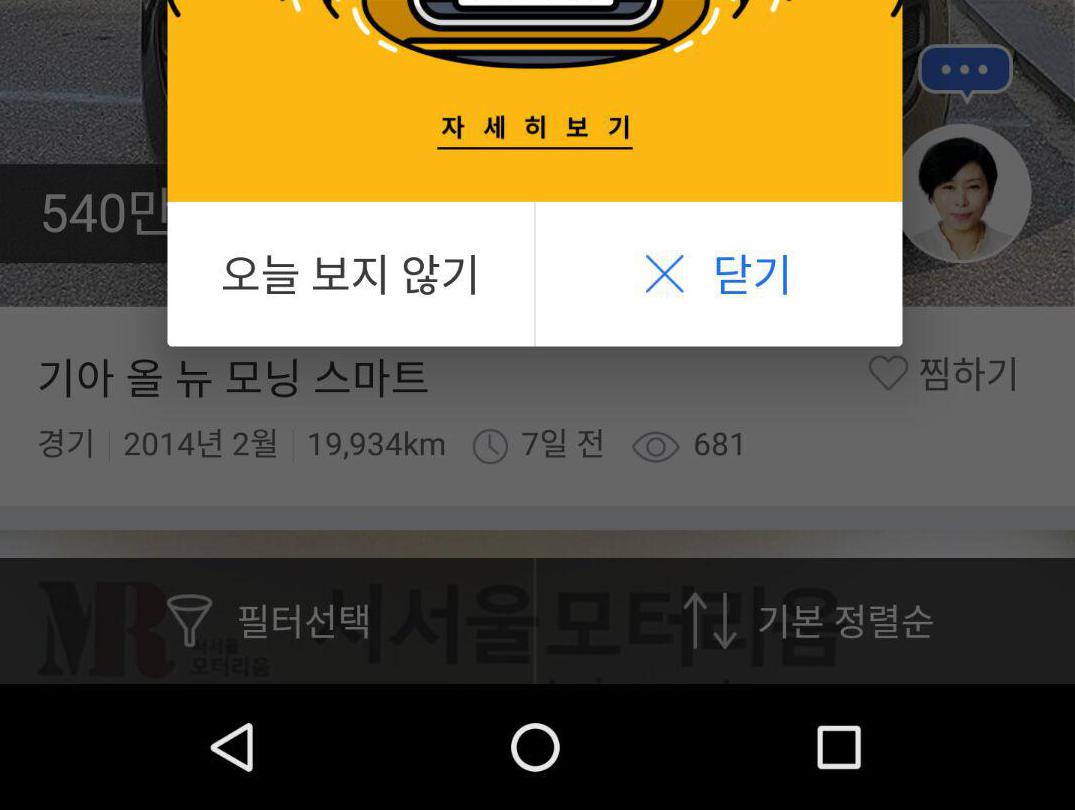 자세히보기
540만
오늘 보지 않기
닫기
기아 올 뉴 모닝 스마트
찜하기
경기 2014년 2월 19,934km 7일 전 681
MR 서서울모터리움
서서울
모터리움
필터선택
기본 정렬순